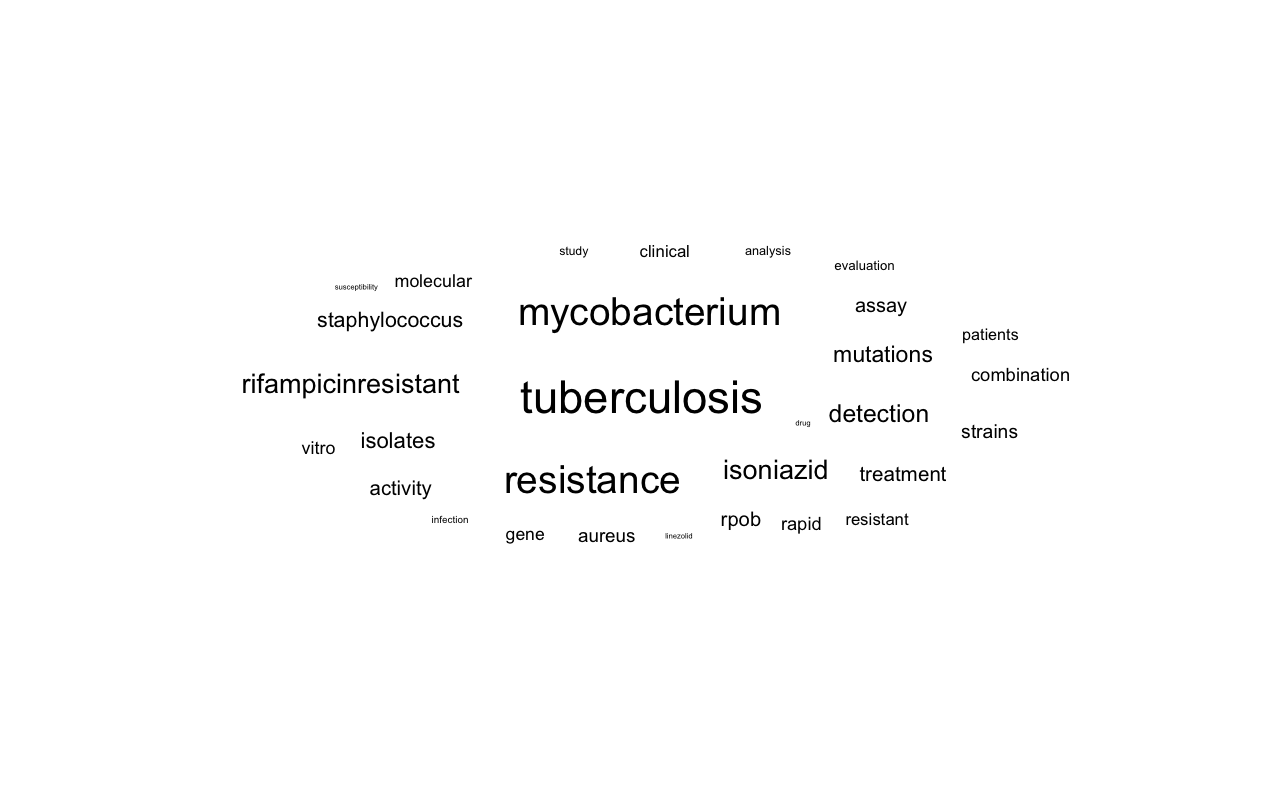 study clinical analysis
evaluation
susceptibility molecular
mycobacterium assay
staphylococcus
patients
mutations
combination
rifampicinresistant
tuberculosis
detection
drug
strains
vitro isolates
resistance isoniazid treatment
activity
infection rpob rapid resistant
gene aureus linezolid